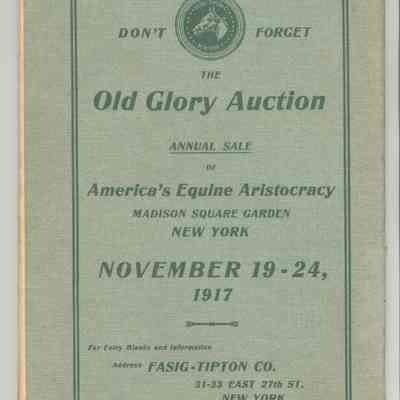 DON'T FORGET
THE
Old Glory Auction
ANNUAL SALE
OF
America's Equine Aristocracy
MADISON SQUARE GARDEN
NEW YORK
NOVEMBER 19-24,
1917
For Entry Blanks and Information
Address FASIG-TIPTON CO.
31-33 EAST 27th ST.
NEW YORK